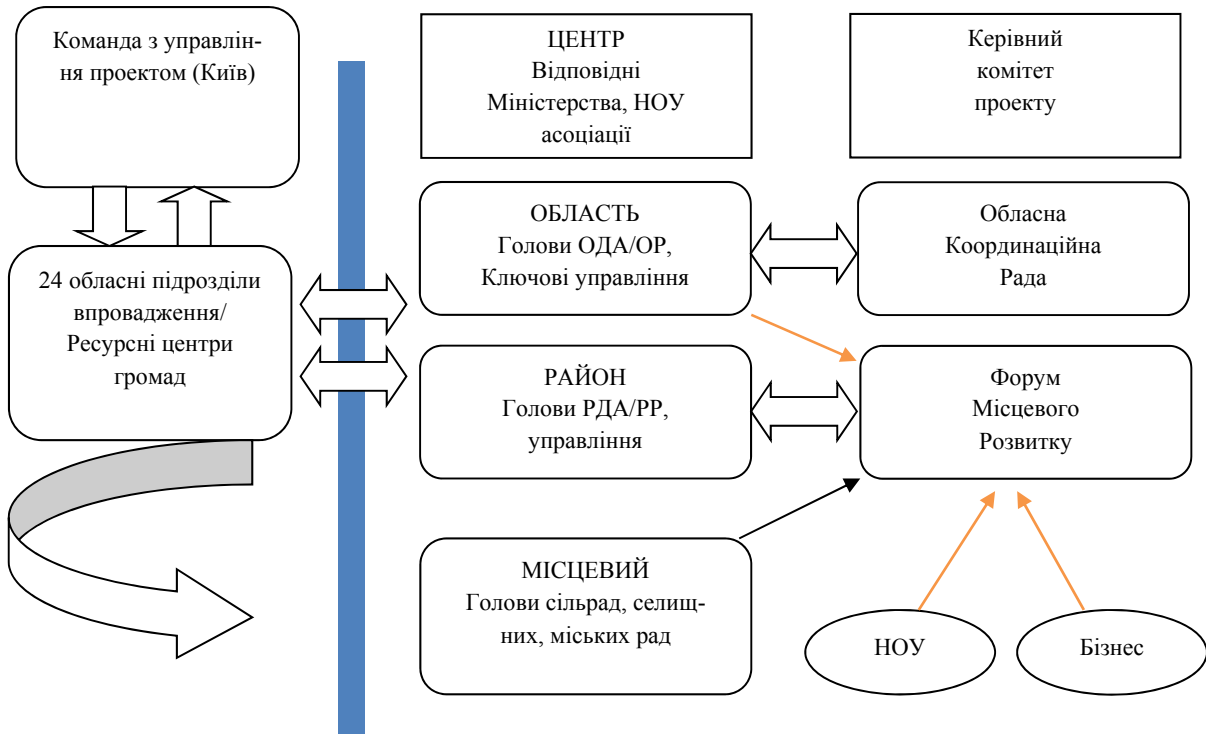 Команда з управлін-
ня проектом (Київ)
ЦЕНТР
Відповідні
Міністерства, НОУ
асоціації
Керівний
комітет
проекту
24 обласні підрозділи
впровадження/
Ресурсні центри
громад
ОБЛАСТЬ
Голови ОДА/ОР,
Ключові управління
Обласна
Координаційна
Рада
РАЙОН
Голови РДА/РР,
управління
Форум
Місцевого
Розвитку
МІСЦЕВИЙ
Голови сільрад, селищ-
них, міських рад
НОУ
Бізнес